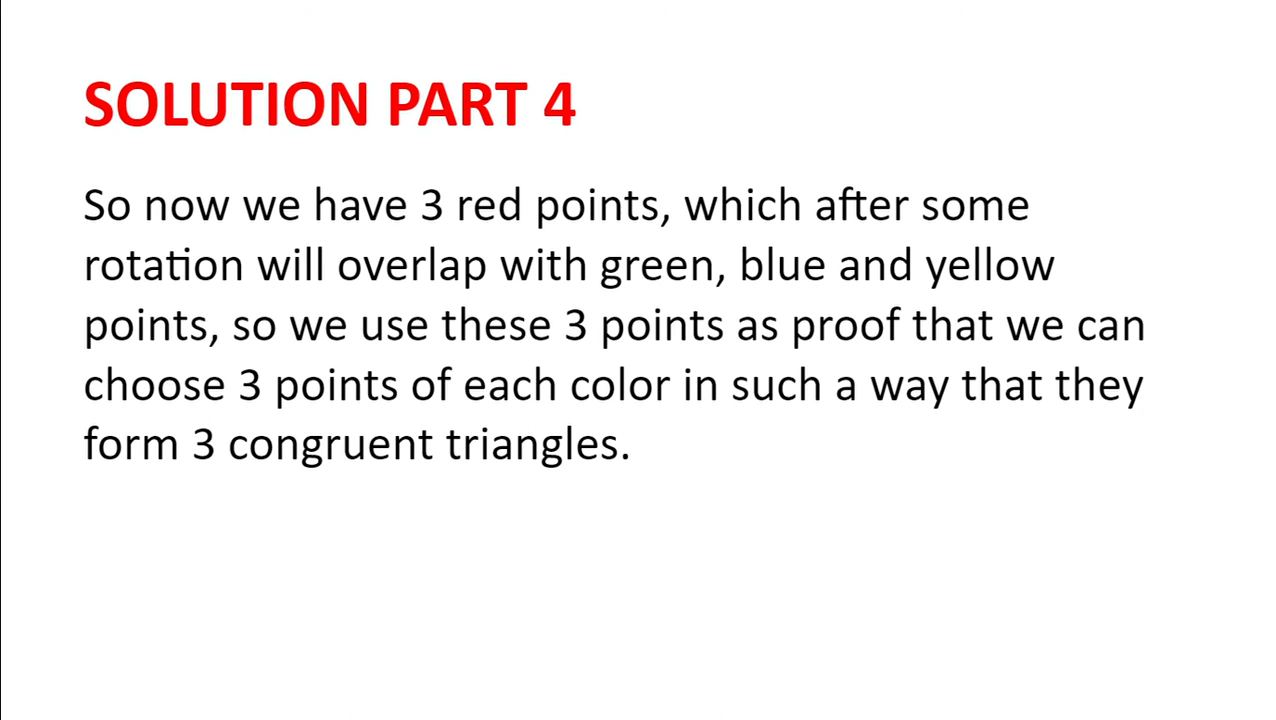 SOLUTION PART 4
So now we have 3 red points, which after some
rotation will overlap with green, blue and yellow
points, so we use these 3 points as proof that we can
choose 3 points of each color in such a way that they
form 3 congruent triangles.